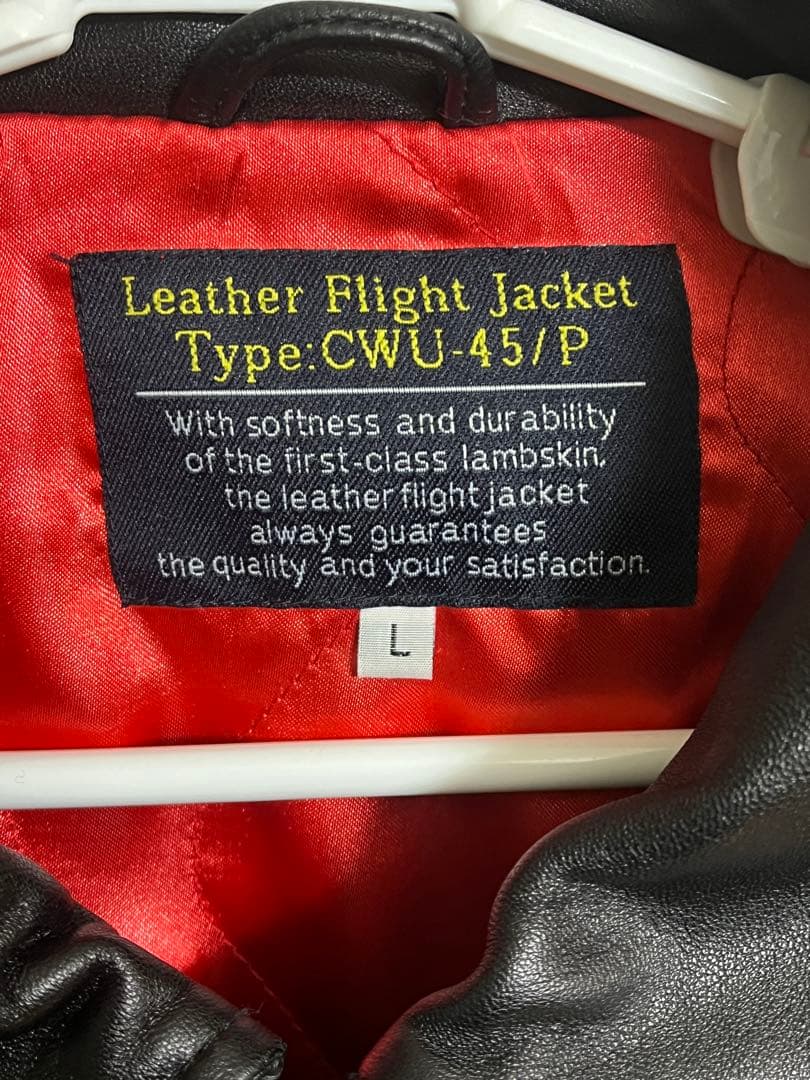 Leather Flight Jacket
Type:CWU-45/P
With softness and durability
of the first-class lambskin,
the leather flight jacket
always guarantees
the quality and your satisfaction.
L